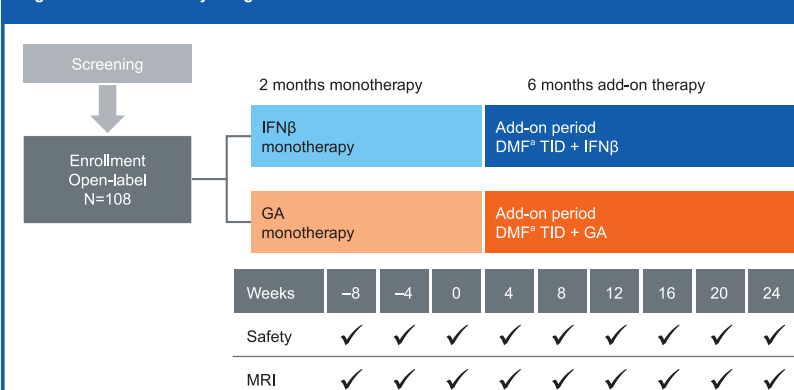 Screening
2 months monotherapy
6 months add-on therapy
Enrollment
Open-label
N=108
IFNβ
monotherapy
Add-on period
DMFª TID + IFNβ
GA
monotherapy
Add-on period
DMFª TID + GA
Weeks –8 –4 0 4 8 12 16 20 24
Safety ✓ ✓ ✓ ✓ ✓ ✓ ✓ ✓ ✓
MRI ✓ ✓ ✓ ✓ ✓ ✓ ✓ ✓ ✓